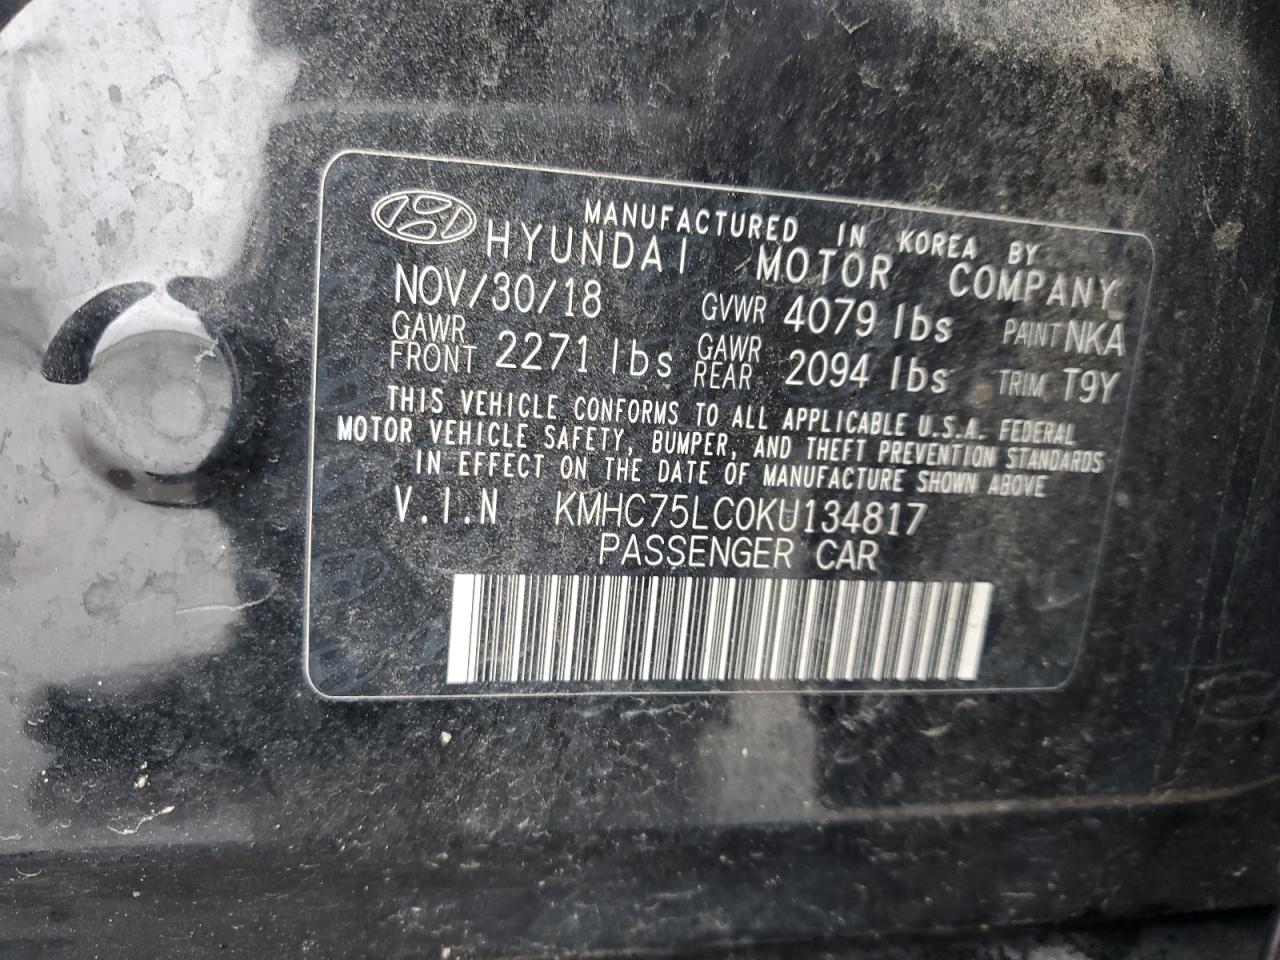 MANUFACTURED IN KOREA BY
HYUNDAI MOTOR COMPANY
NOV/30/18 GVWR 4079 lbs PAINT NKA
GAWR FRONT 2271 lbs GAWR REAR 2094 lbs TRIM T9Y
THIS VEHICLE CONFORMS TO ALL APPLICABLE U.S.A. FEDERAL
MOTOR VEHICLE SAFETY, BUMPER, AND THEFT PREVENTION STANDARDS
IN EFFECT ON THE DATE OF MANUFACTURE SHOWN ABOVE
V.I.N KMHC75LC0KU134817
PASSENGER CAR